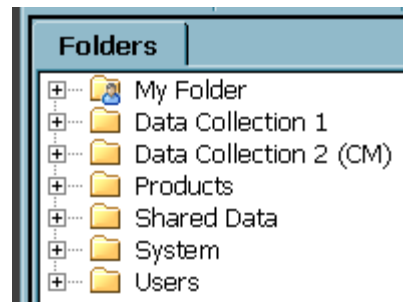 Folders
My Folder
Data Collection 1
Data Collection 2 (CM)
Products
Shared Data
System
Users